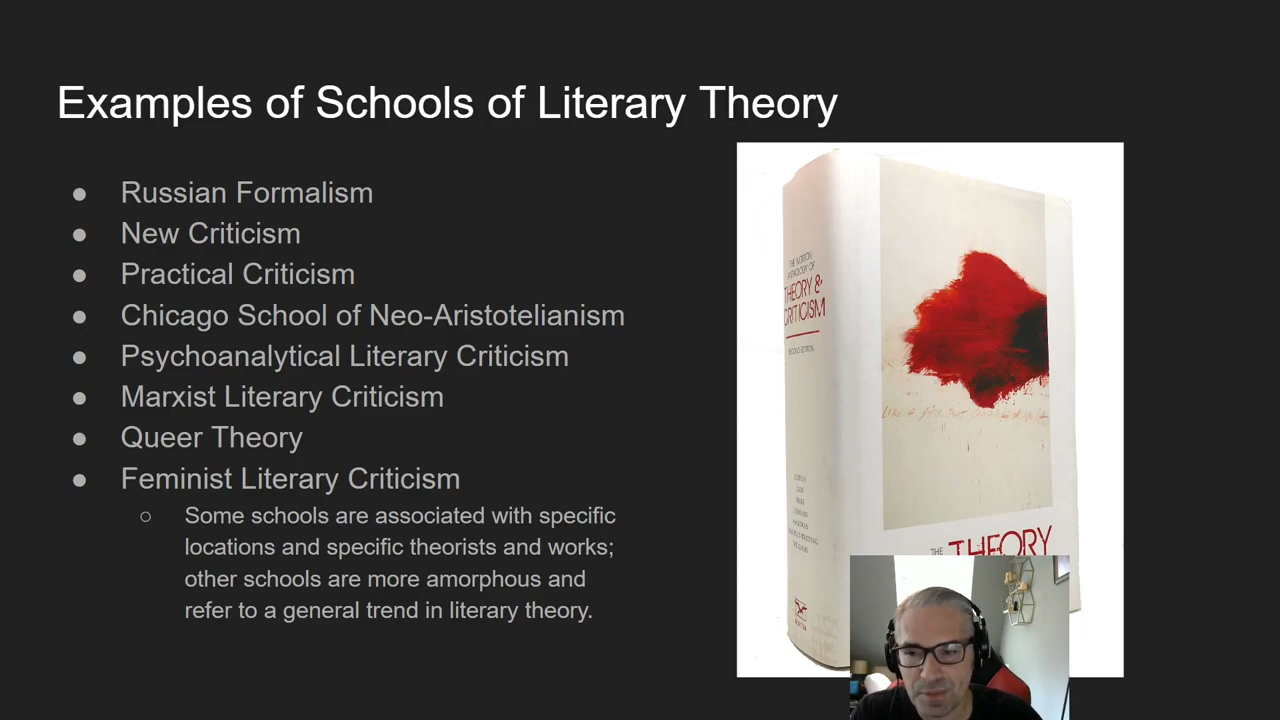 Examples of Schools of Literary Theory
Russian Formalism
New Criticism
Practical Criticism
Chicago School of Neo-Aristotelianism
Psychoanalytical Literary Criticism
Marxist Literary Criticism
Queer Theory
Feminist Literary Criticism
Some schools are associated with specific
locations and specific theorists and works;
other schools are more amorphous and
refer to a general trend in literary theory.
THE NORTON
ANTHOLOGY OF
THEORY &
CRITICISM
SECOND EDITION
THE THEORY